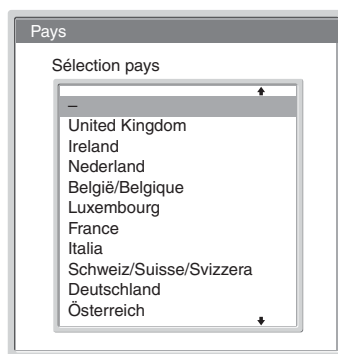 Pays
Sélection pays
–
United Kingdom
Ireland
Nederland
België/Belgique
Luxembourg
France
Italia
Schweiz/Suisse/Svizzera
Deutschland
Österreich